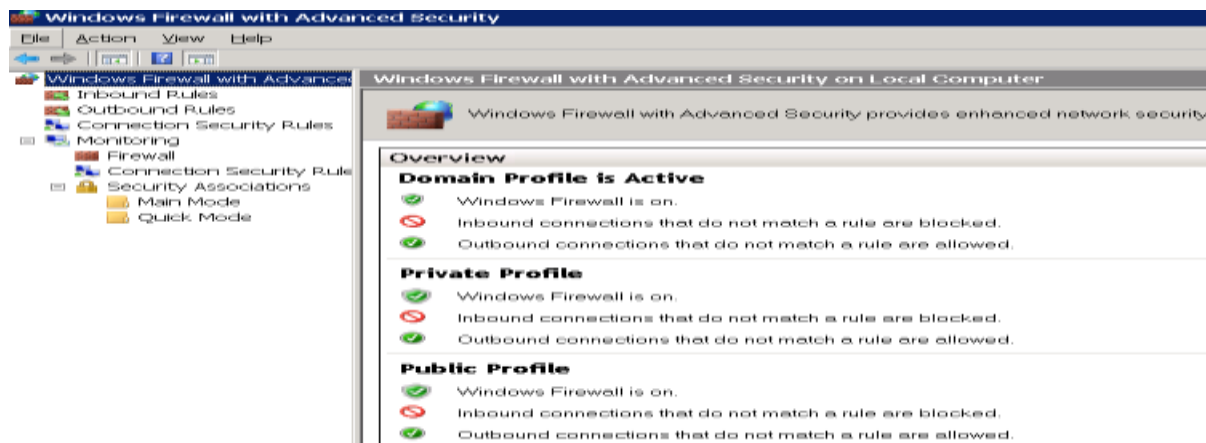 Windows Firewall with Advanced Security
File Action View Help
Windows Firewall with Advance
Inbound Rules
Outbound Rules
Connection Security Rules
Monitoring
Firewall
Connection Security Rule
Security Associations
Main Mode
Quick Mode
Windows Firewall with Advanced Security on Local Computer
Windows Firewall with Advanced Security provides enhanced network security
Overview
Domain Profile is Active
Windows Firewall is on.
Inbound connections that do not match a rule are blocked.
Outbound connections that do not match a rule are allowed.
Private Profile
Windows Firewall is on.
Inbound connections that do not match a rule are blocked.
Outbound connections that do not match a rule are allowed.
Public Profile
Windows Firewall is on.
Inbound connections that do not match a rule are blocked.
Outbound connections that do not match a rule are allowed.